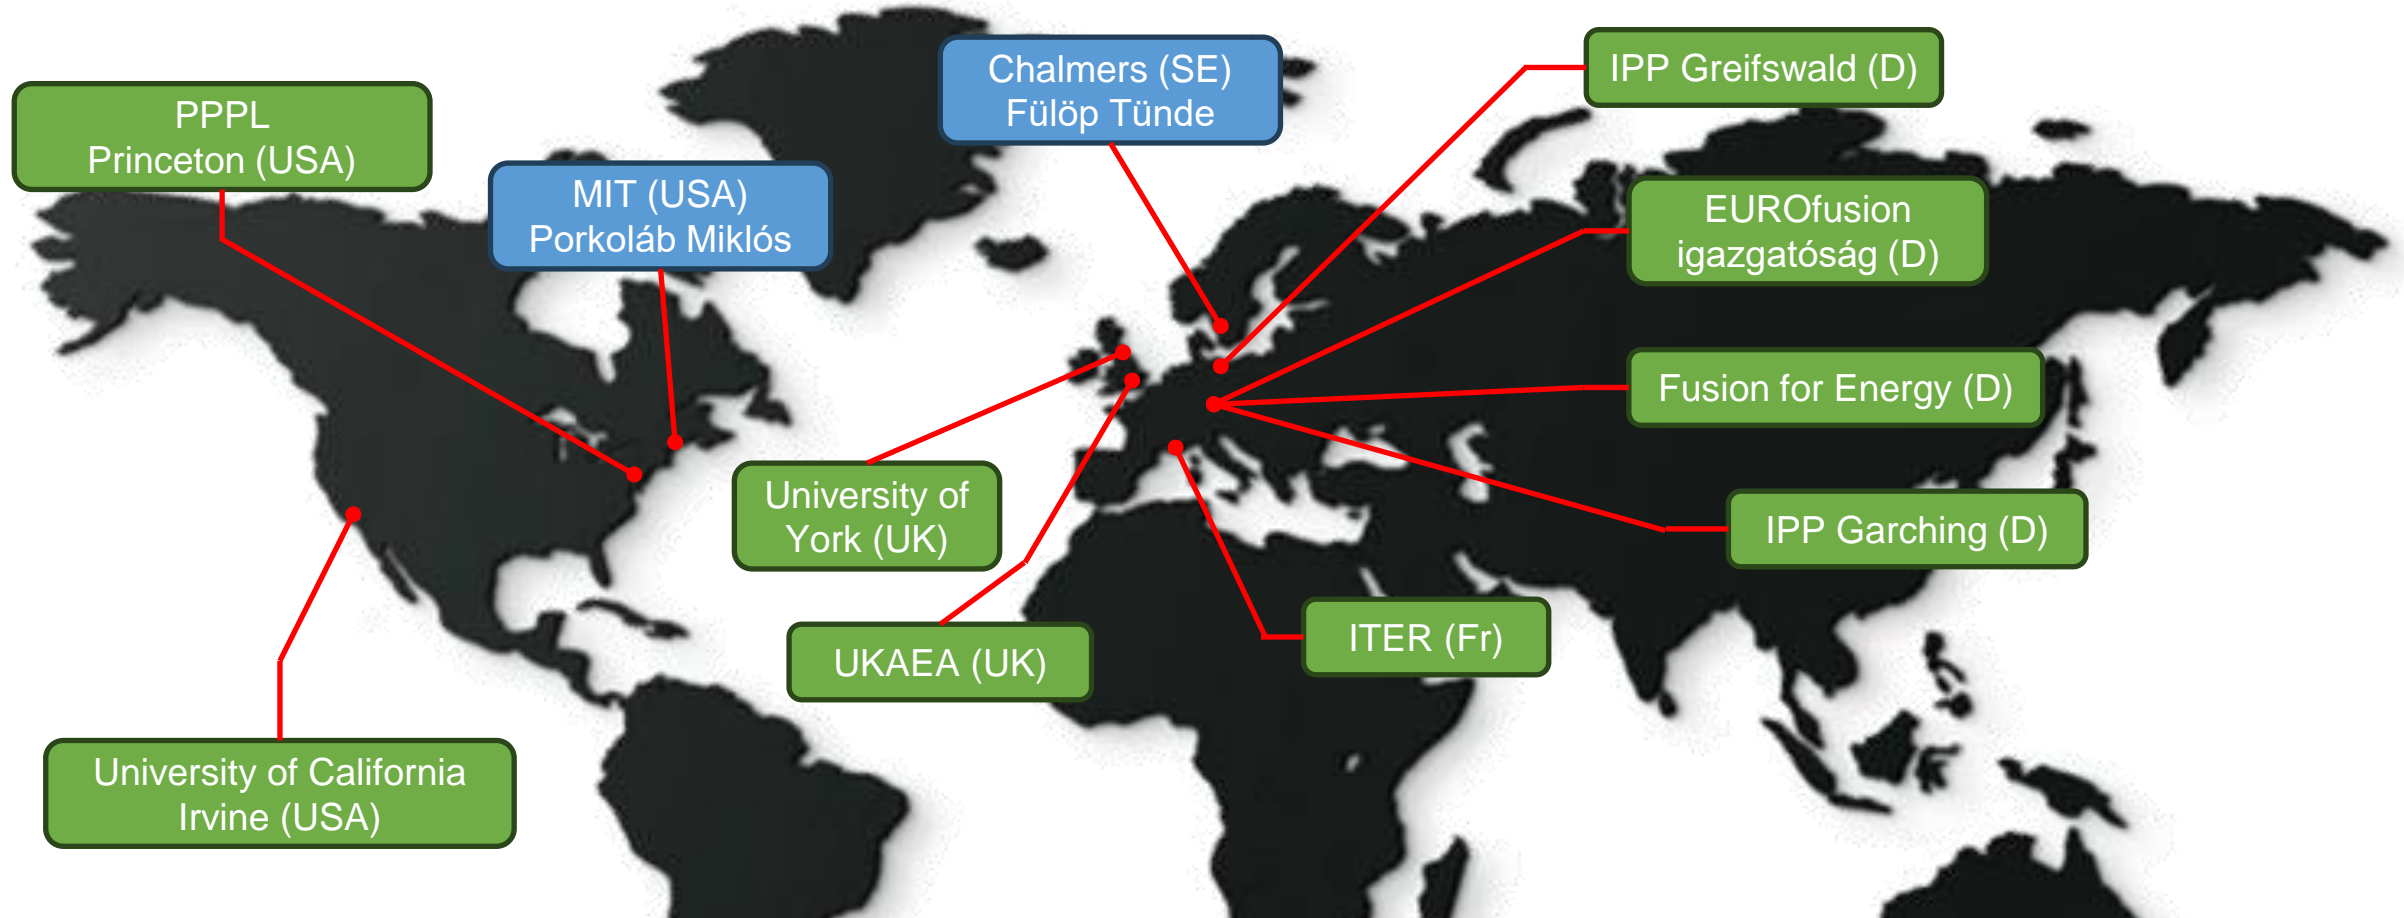 PPPL
Princeton (USA)
MIT (USA)
Porkoláb Miklós
Chalmers (SE)
Fülöp Tünde
IPP Greifswald (D)
EUROfusion
igazgatóság (D)
Fusion for Energy (D)
IPP Garching (D)
University of
York (UK)
UKAEA (UK)
ITER (Fr)
University of California
Irvine (USA)